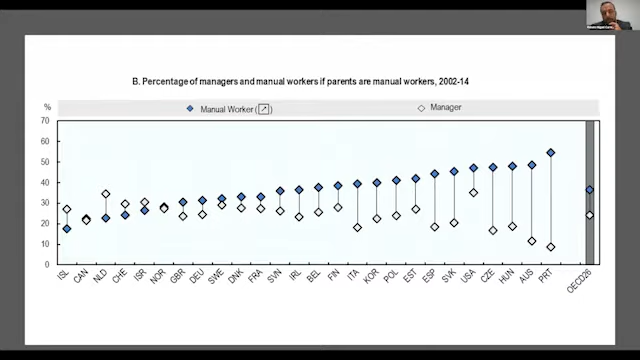 B. Percentage of managers and manual workers if parents are manual workers, 2002-14
% Manual Worker (↗) Manager
70
60
50
40
30
20
10
0
ISL CAN NLD CHE ISR NOR GBR DEU SWE DNK FRA SVN IRL BEL FIN ITA KOR POL EST ESP SVK USA CZE HUN AUS PRT OECD26